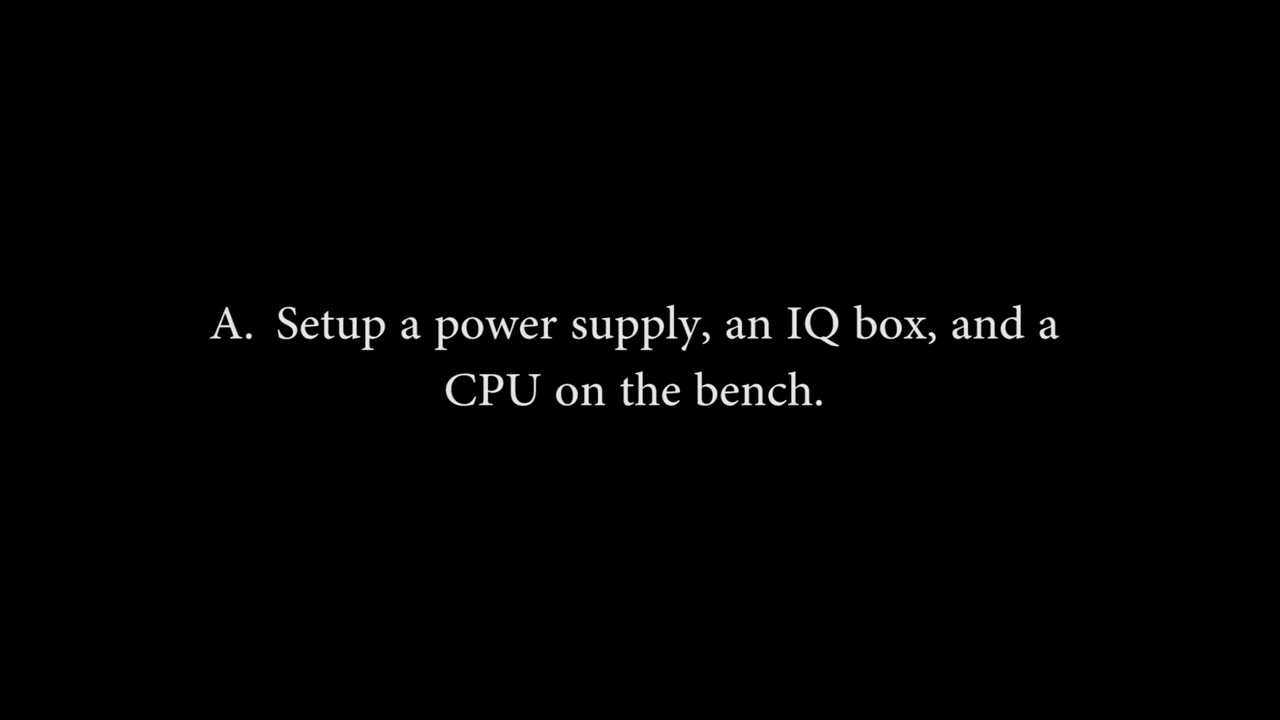 A. Setup a power supply, an IQ box, and a
CPU on the bench.